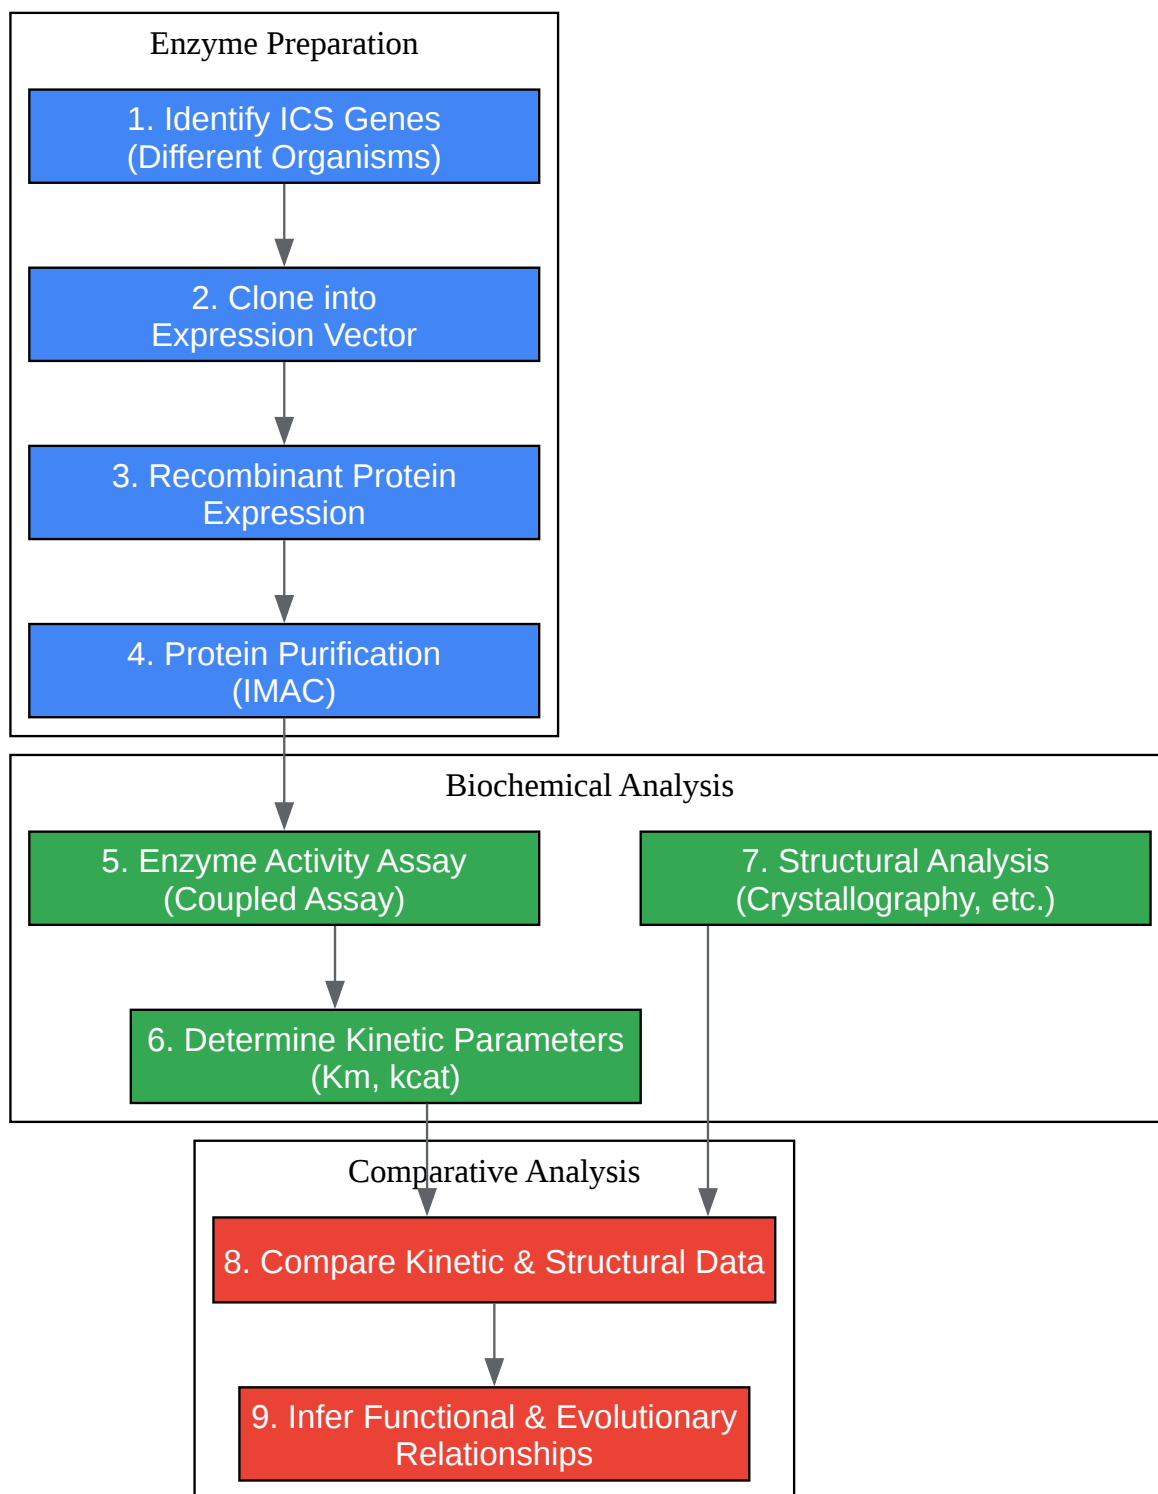 Enzyme Preparation
1. Identify ICS Genes
(Different Organisms)
2. Clone into
Expression Vector
3. Recombinant Protein
Expression
4. Protein Purification
(IMAC)
Biochemical Analysis
5. Enzyme Activity Assay
(Coupled Assay)
7. Structural Analysis
(Crystallography, etc.)
6. Determine Kinetic Parameters
(Km, kcat)
Comparative Analysis
8. Compare Kinetic & Structural Data
9. Infer Functional & Evolutionary
Relationships